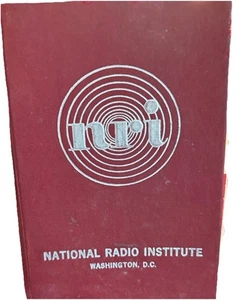 nri
NATIONAL RADIO INSTITUTE
WASHINGTON, D.C.